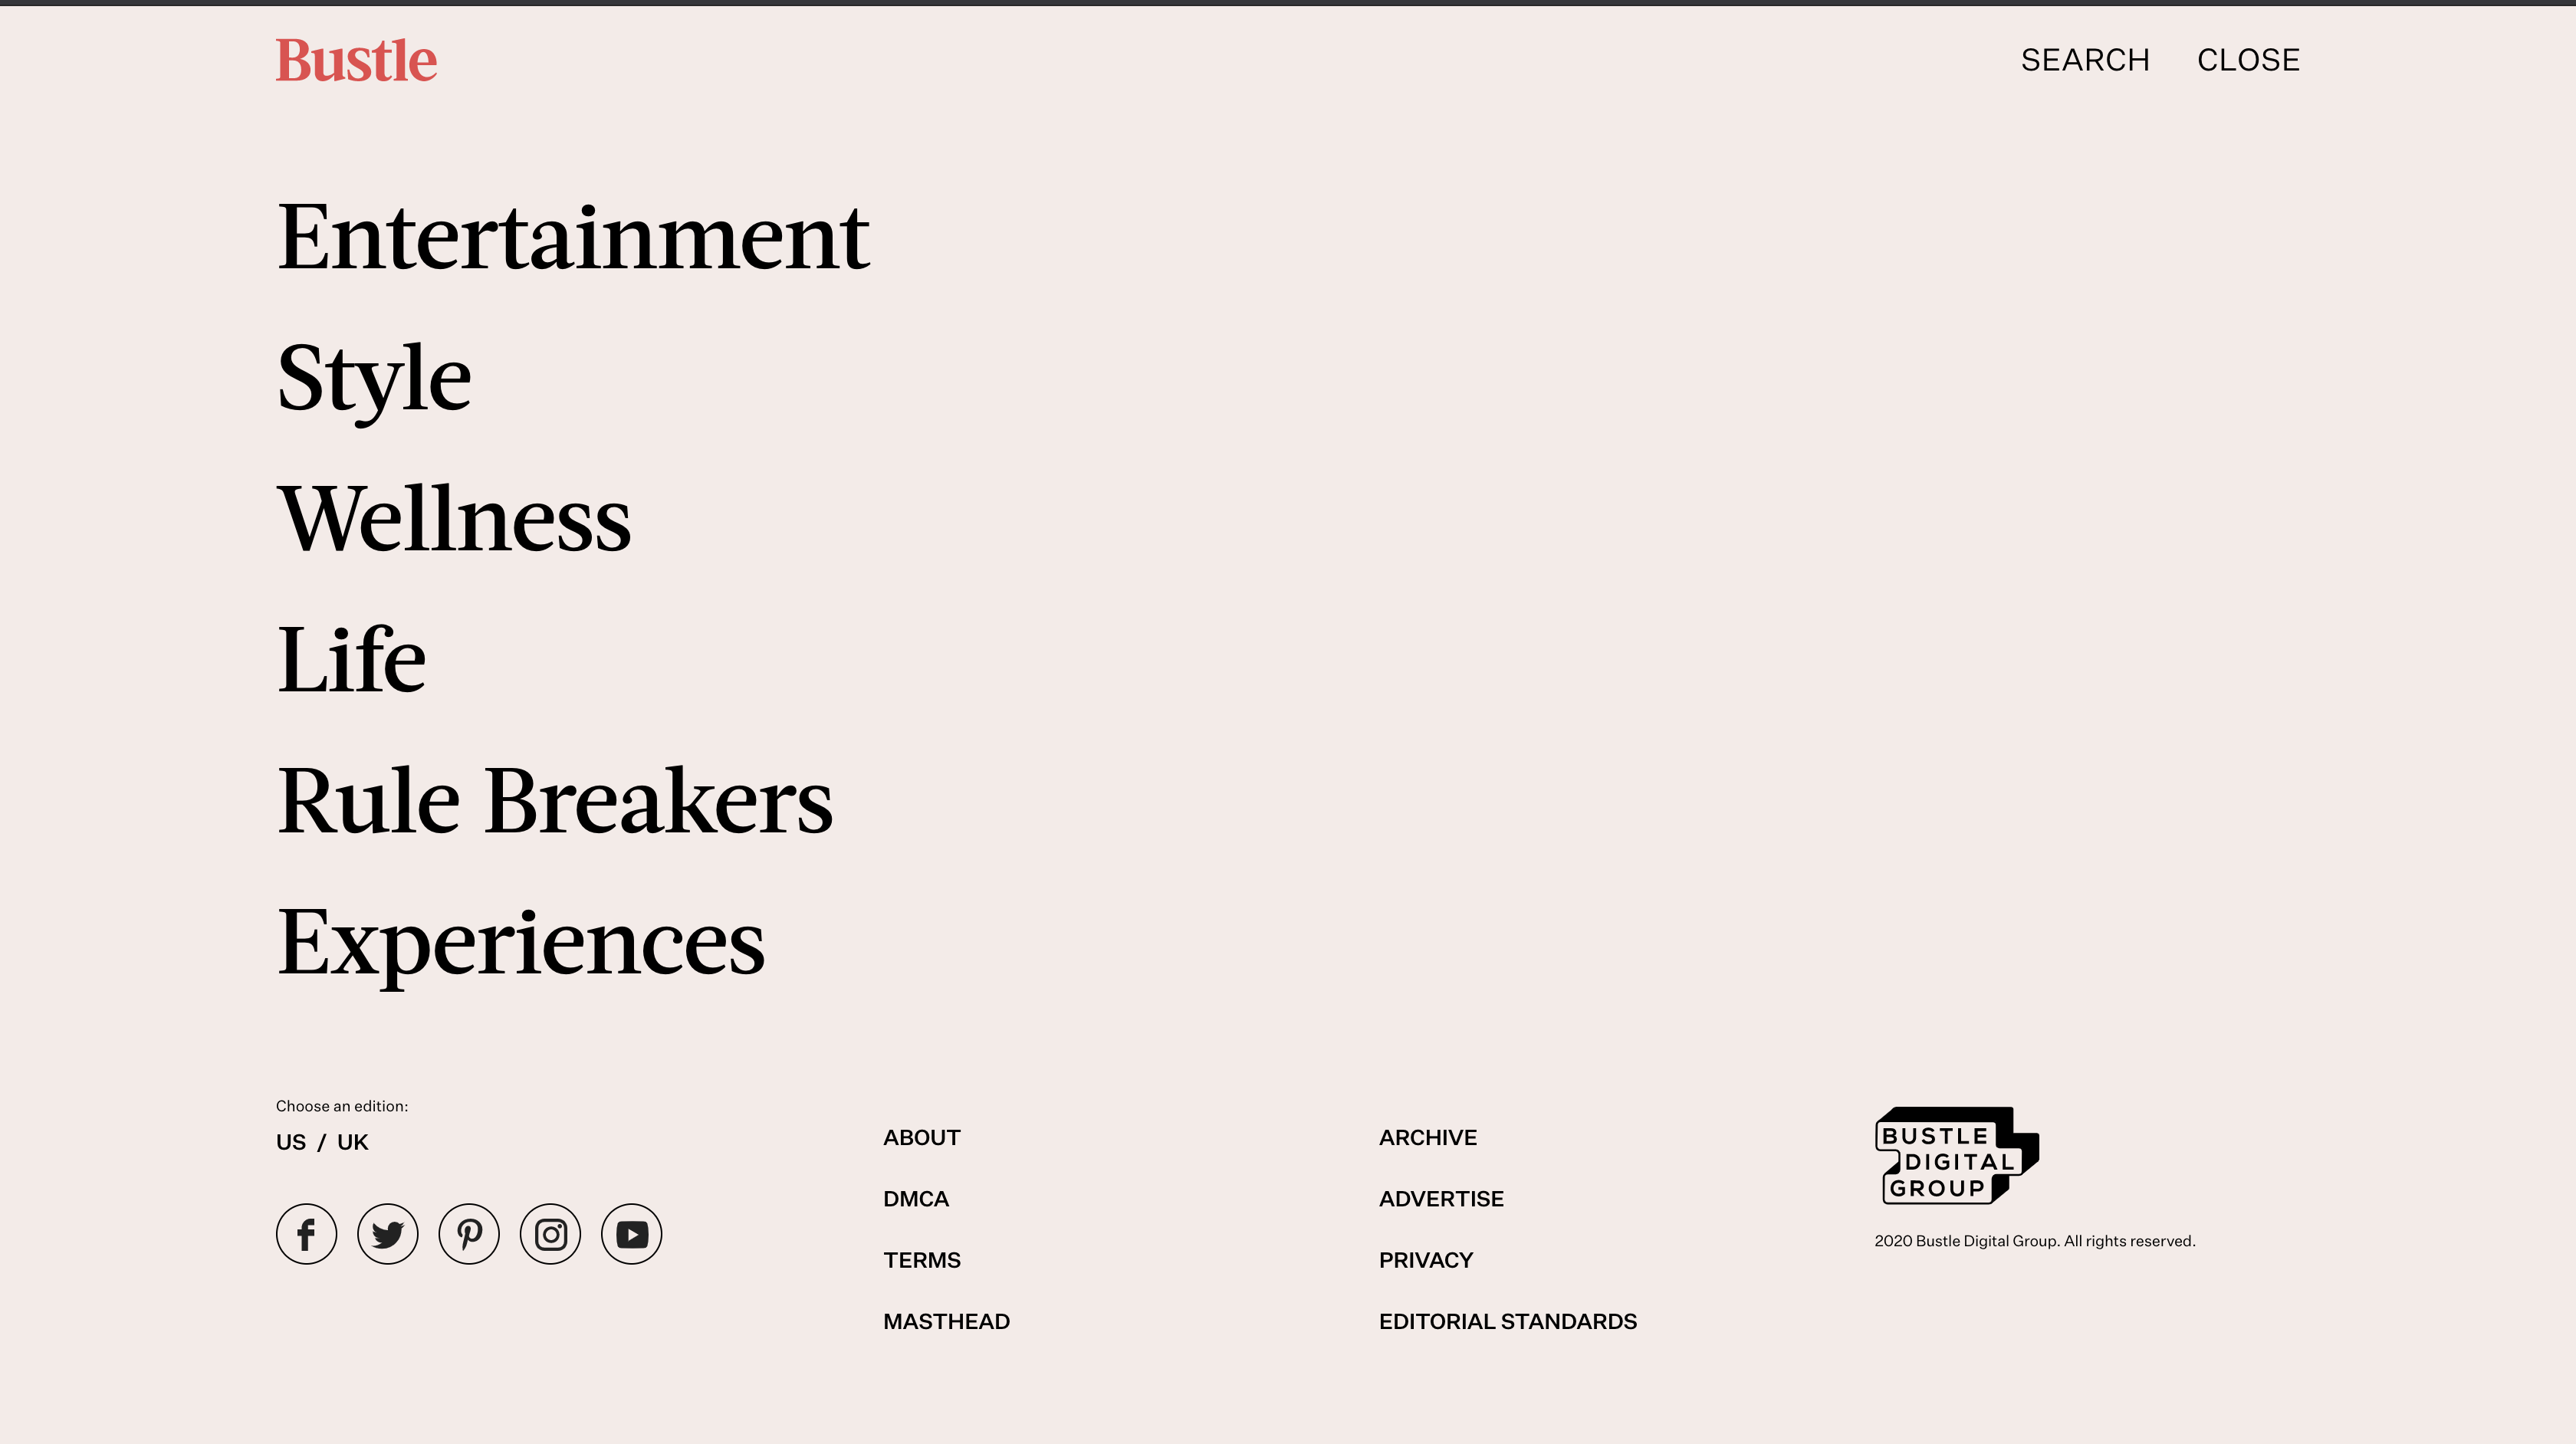 Bustle
SEARCH CLOSE
Entertainment
Style
Wellness
Life
Rule Breakers
Experiences
Choose an edition:
US / UK
ABOUT
DMCA
TERMS
MASTHEAD
ARCHIVE
ADVERTISE
PRIVACY
EDITORIAL STANDARDS
BUSTLE
DIGITAL
GROUP
2020 Bustle Digital Group. All rights reserved.